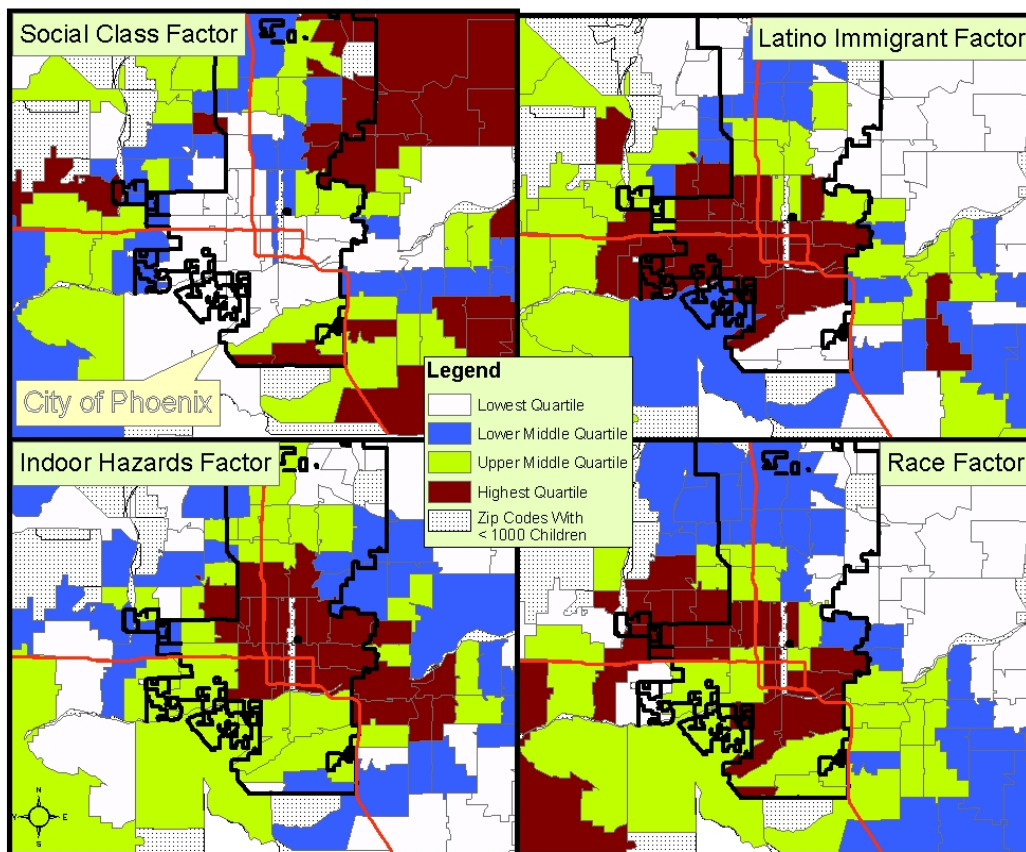 Social Class Factor
Latino Immigrant Factor
City of Phoenix
Legend
Lowest Quartile
Lower Middle Quartile
Upper Middle Quartile
Highest Quartile
Zip Codes With
< 1000 Children
Indoor Hazards Factor
Race Factor
N
E
S